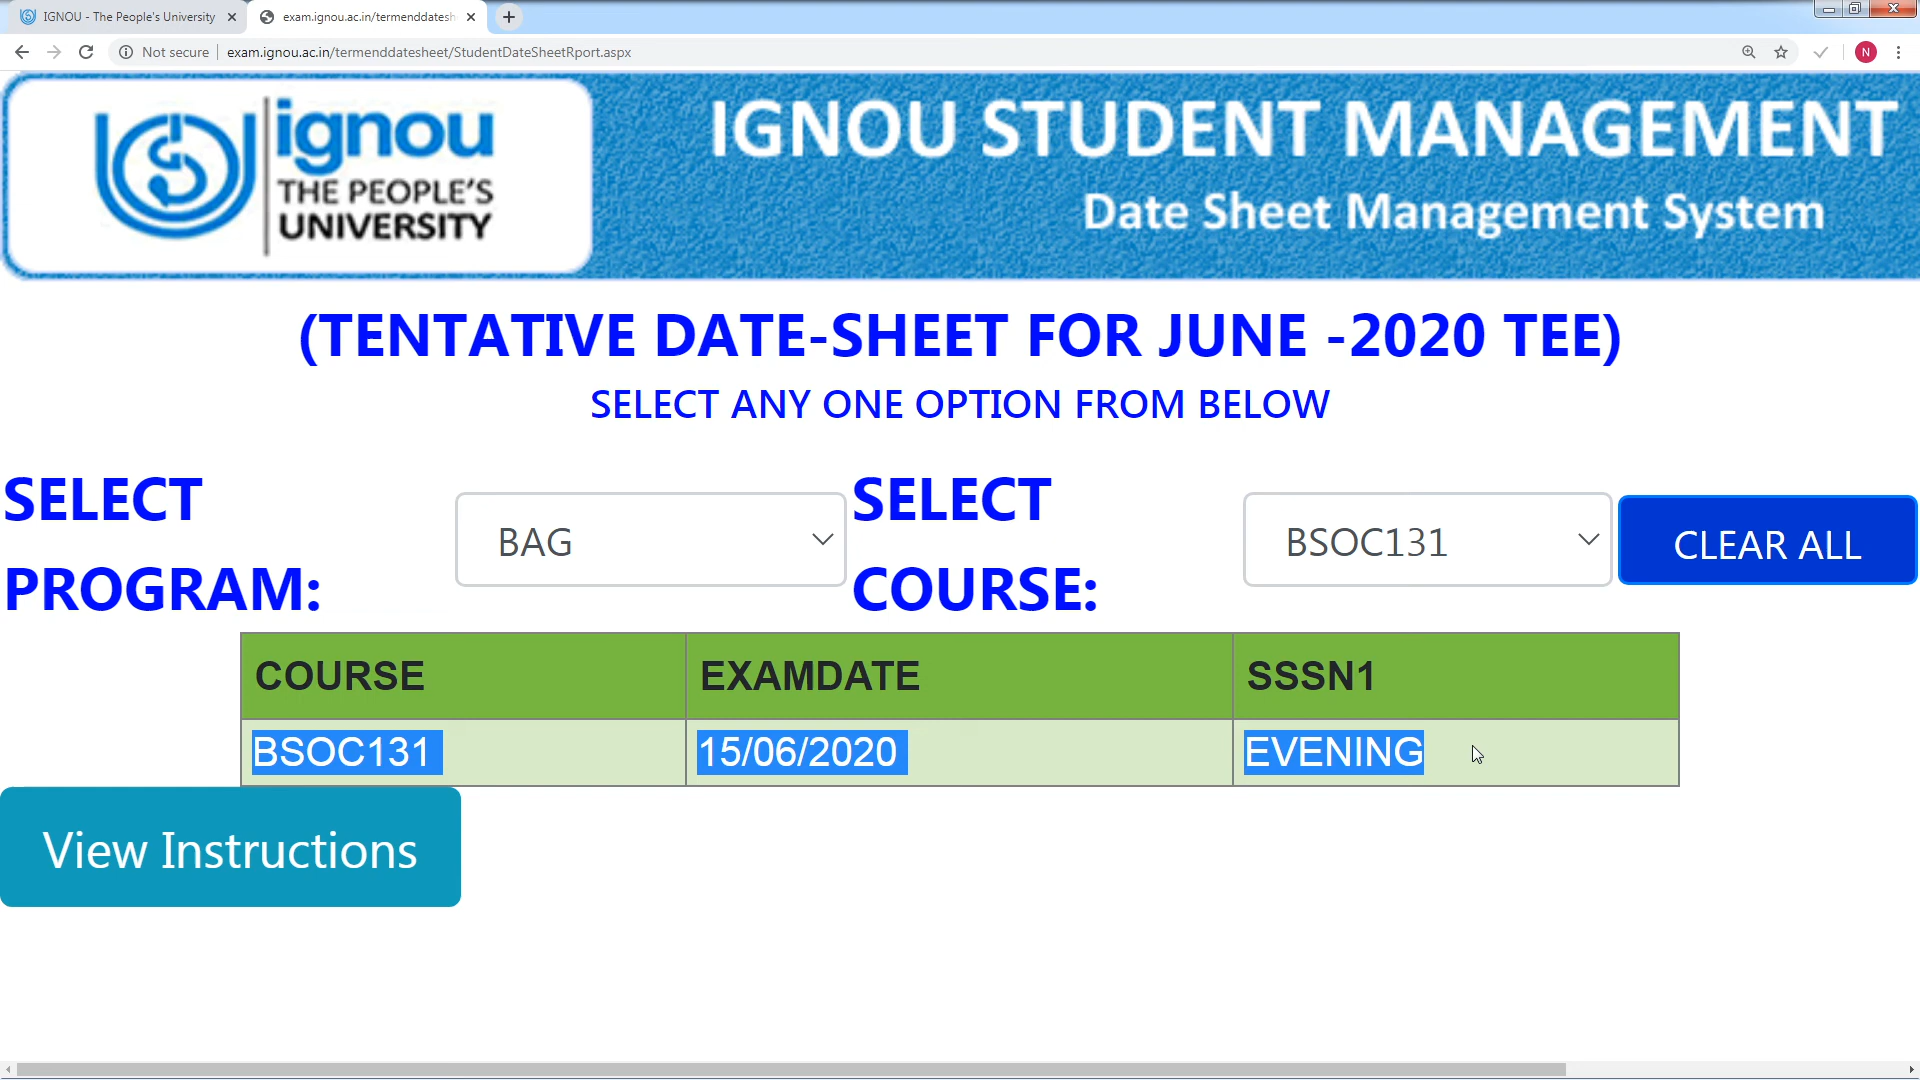 IGNOU - The People's University
exam.ignou.ac.in/termenddatesh
Not secure
exam.ignou.ac.in/termenddatesheet/StudentDateSheetRport.aspx
N
ignou
THE PEOPLE'S
UNIVERSITY
IGNOU STUDENT MANAGEMENT
Date Sheet Management System
(TENTATIVE DATE-SHEET FOR JUNE -2020 TEE)
SELECT ANY ONE OPTION FROM BELOW
SELECT PROGRAM:
BAG
SELECT COURSE:
BSOC131
CLEAR ALL
COURSE EXAMDATE SSSN1
BSOC131 15/06/2020 EVENING
View Instructions